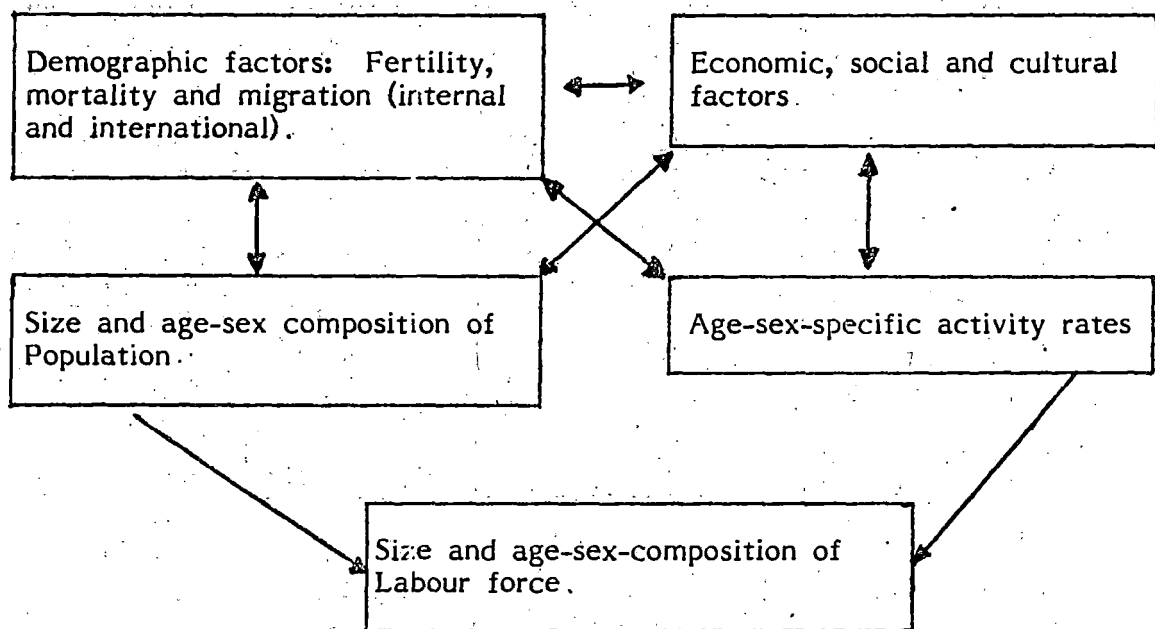 Demographic factors: Fertility,
mortality and migration (internal
and international).
Economic, social and cultural
factors.
Size and age-sex composition of
Population.
Age-sex-specific activity rates
Size and age-sex-composition of
Labour force.